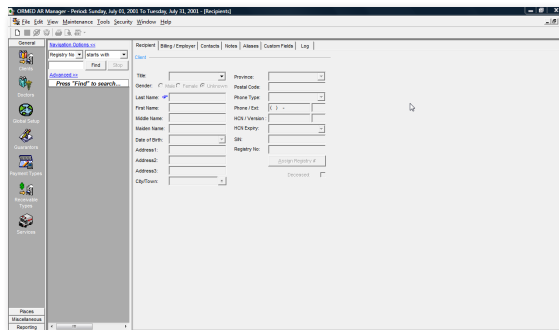 ORMED AR Manager - Period: Sunday, July 01, 2001 To Tuesday, July 31, 2001 - [Recipients]
File Edit View Maintenance Tools Security Window Help
General
Clients
Doctors
Global Setup
Guarantors
Payment Types
Receivable Types
Services
Places
Miscellaneous
Reporting
Navigation Options <<
Registry No starts with
Find Stop
Advanced >>
Press "Find" to search...
Recipient Billing / Employer Contacts Notes Aliases Custom Fields Log
Client
Title:
Gender: Male Female Unknown
Last Name:
First Name:
Middle Name:
Maiden Name:
Date of Birth:
Address1:
Address2:
Address3:
City/Town:
Province:
Postal Code:
Phone Type:
Phone / Ext: ( ) -
HCN / Version:
HCN Expiry:
SIN:
Registry No:
Assign Registry #
Deceased